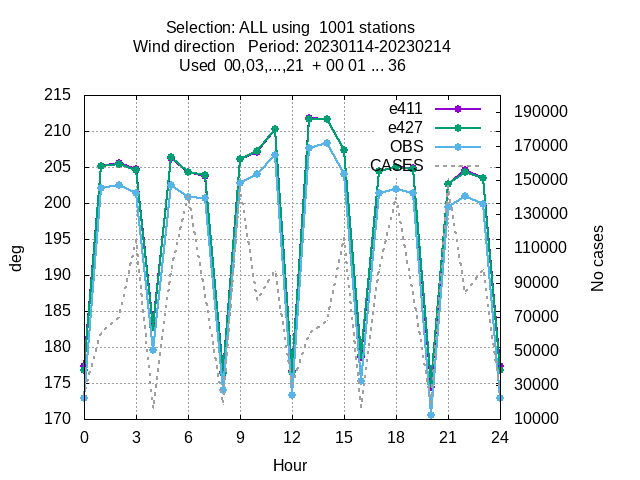 Selection: ALL using  1001 stations
Wind direction   Period: 20230114-20230214
Used  00,03,...,21  + 00 01 ... 36
215
210
205
200
195
190
185
180
175
170
deg
e411
e427
OBS
CASES
190000
170000
150000
130000
110000
90000
70000
50000
30000
10000
No cases
0 3 6 9 12 15 18 21 24
Hour